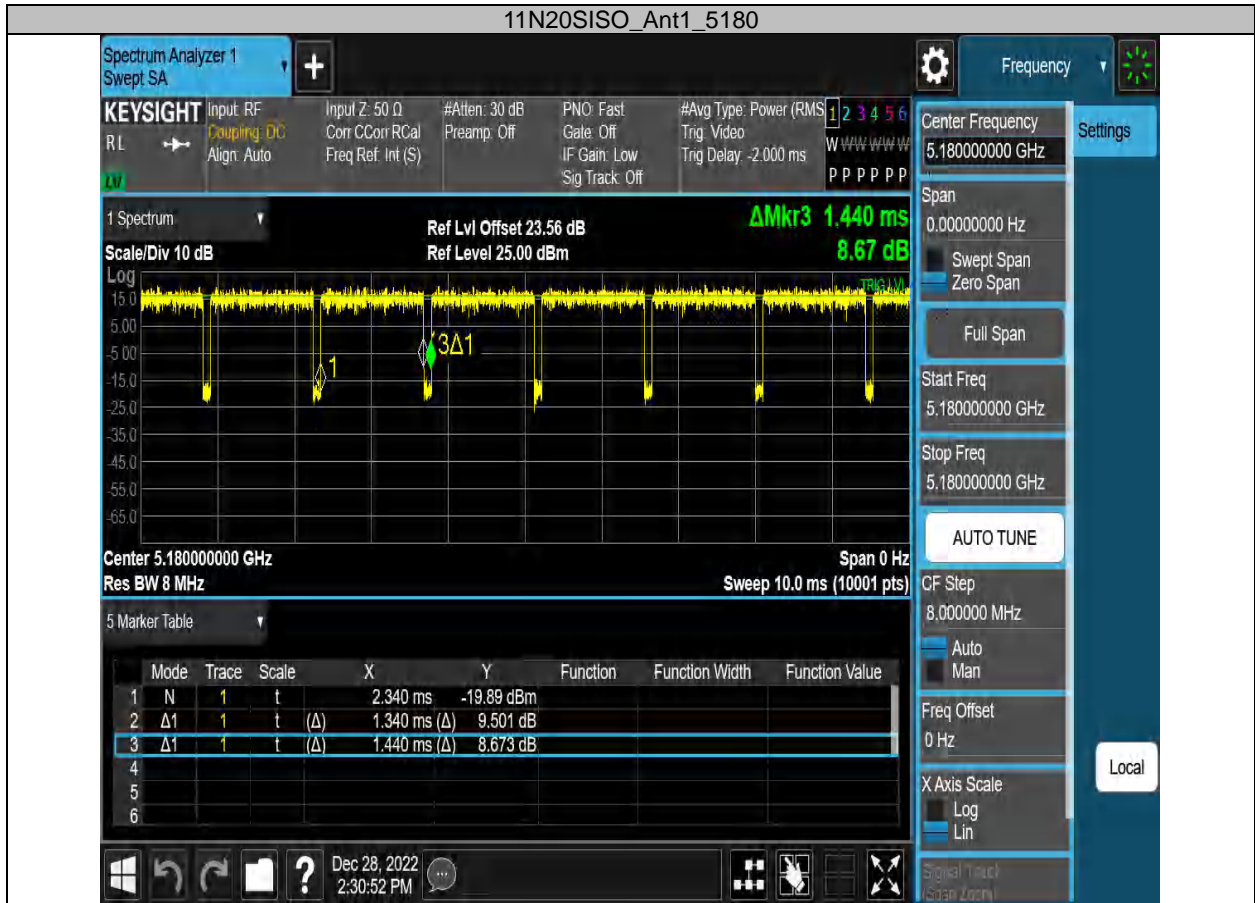 11N20SISO_Ant1_5180
Spectrum Analyzer 1
Swept SA
+
Frequency
KEYSIGHT
RL
Input: RF
Coupling: DC
Align: Auto
Input Z: 50 Ω
Corr CCorr RCal
Freq Ref: Int (S)
#Atten: 30 dB
Preamp: Off
PNO: Fast
Gate: Off
IF Gain: Low
Sig Track: Off
#Avg Type: Power (RMS
Trig: Video
Trig Delay: -2.000 ms
1 2 3 4 5 6
W W W W W W
P P P P P P
Center Frequency
5.180000000 GHz
Settings
Span
0.00000000 Hz
Swept Span
Zero Span
Full Span
Start Freq
5.180000000 GHz
Stop Freq
5.180000000 GHz
AUTO TUNE
CF Step
8.000000 MHz
Auto
Man
Freq Offset
0 Hz
X Axis Scale
Log
Lin
Local
1 Spectrum
Scale/Div 10 dB
Ref Lvl Offset 23.56 dB
Ref Level 25.00 dBm
ΔMkr3 1.440 ms
8.67 dB
Log
15.0
5.00
-5.00
-15.0
-25.0
-35.0
-45.0
-55.0
-65.0
1
3Δ1
Center 5.180000000 GHz
Span 0 Hz
Res BW 8 MHz
Sweep 10.0 ms (10001 pts)
5 Marker Table
Mode Trace Scale X Y Function Function Width Function Value
1 N 1 t 2.340 ms -19.89 dBm
2 Δ1 1 t (Δ) 1.340 ms (Δ) 9.501 dB
3 Δ1 1 t (Δ) 1.440 ms (Δ) 8.673 dB
4
5
6
?
Dec 28, 2022
2:30:52 PM